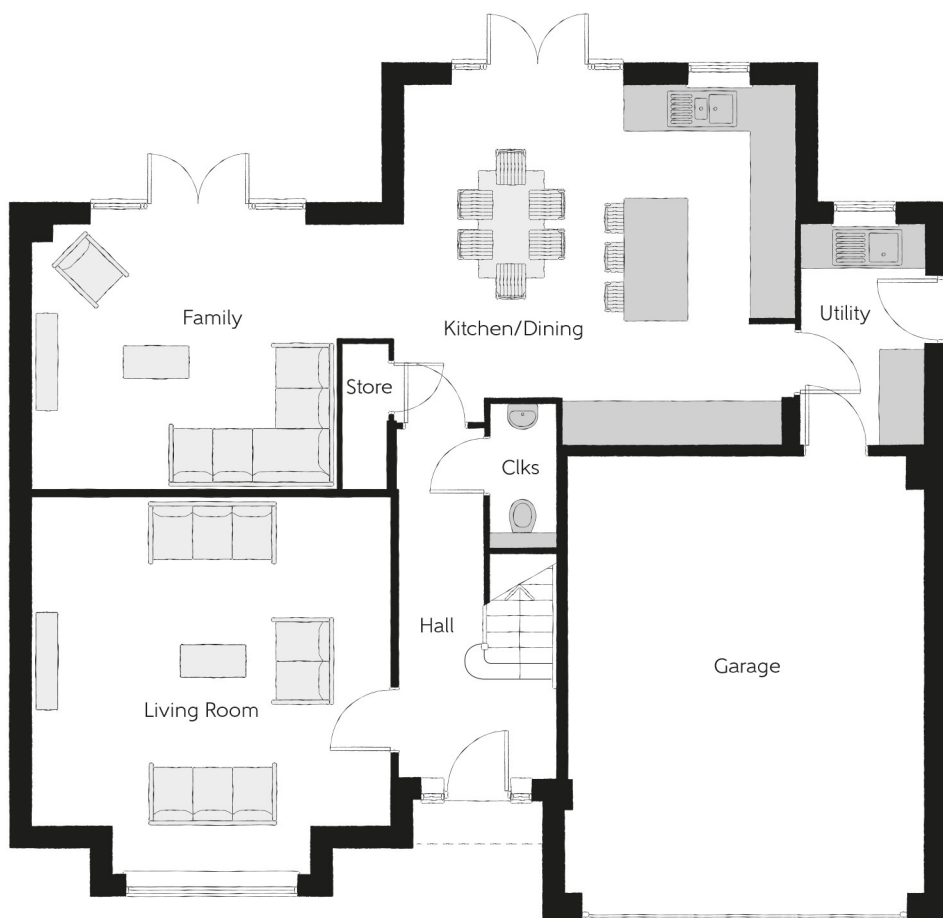 Family
Kitchen/Dining
Utility
Store
Clks
Hall
Living Room
Garage